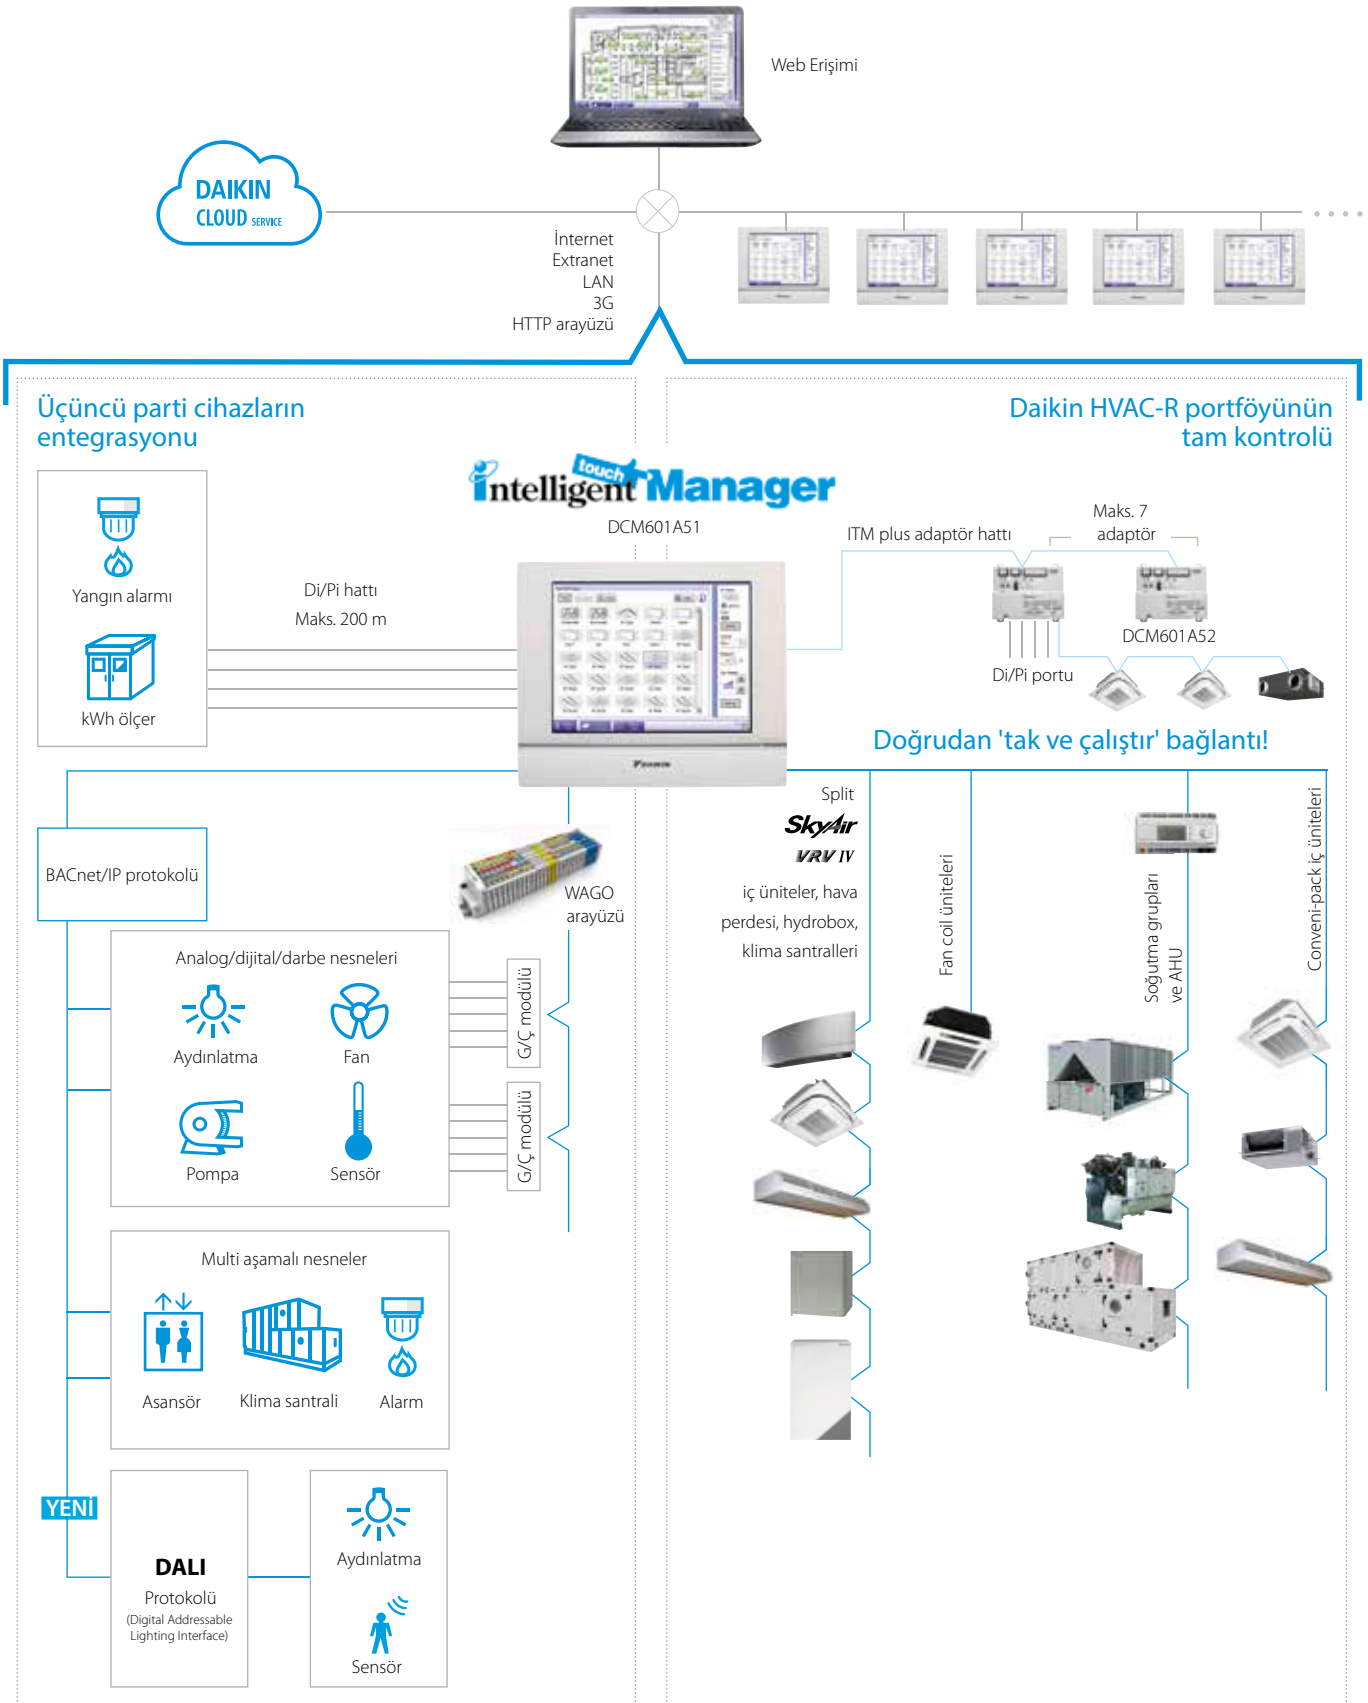 Web Erişimi
DAIKIN
CLOUD SERVICE
İnternet
Extranet
LAN
3G
HTTP arayüzü
Üçüncü parti cihazların
entegrasyonu
Daikin HVAC-R portföyünün
tam kontrolü
intelligent touch Manager
DCM601A51
Yangın alarmı
kWh ölçer
Di/Pi hattı
Maks. 200 m
ITM plus adaptör hattı
Maks. 7
adaptör
DCM601A52
Di/Pi portu
DAIKIN
Doğrudan 'tak ve çalıştır' bağlantı!
BACnet/IP protokolü
WAGO
arayüzü
Analog/dijital/darbe nesneleri
Aydınlatma
Fan
Pompa
Sensör
G/Ç modülü
G/Ç modülü
Multi aşamalı nesneler
Asansör
Klima santrali
Alarm
YENİ
DALI
Protokolü
(Digital Addressable
Lighting Interface)
Aydınlatma
Sensör
Split
SkyAir
VRV IV
iç üniteler, hava
perdesi, hydrobox,
klima santralleri
Fan coil üniteleri
Soğutma grupları
ve AHU
Conveni-pack iç üniteleri